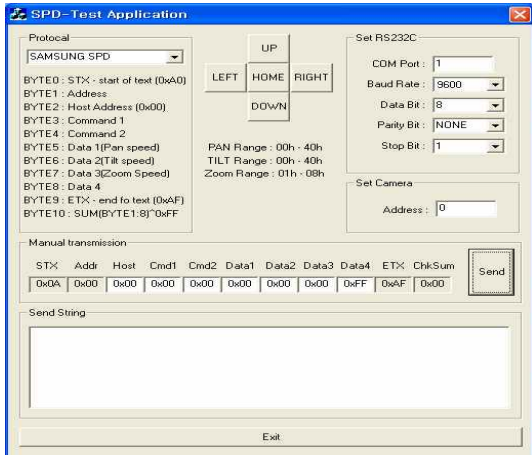 SPD-Test Application
Protocal
SAMSUNG SPD
BYTE0 : STX - start of text (0xA0)
BYTE1 : Address
BYTE2 : Host Address (0x00)
BYTE3 : Command 1
BYTE4 : Command 2
BYTE5 : Data 1(Pan speed)
BYTE6 : Data 2(Tilt speed)
BYTE7 : Data 3(Zoom Speed)
BYTE8 : Data 4
BYTE9 : ETX - end fo text (0xAF)
BYTE10 : SUM(BYTE1:8)^0xFF
UP
LEFT HOME RIGHT
DOWN
PAN Range : 00h - 40h
TILT Range : 00h - 40h
Zoom Range : 01h - 08h
Set RS232C
COM Port : 1
Baud Rate : 9600
Data Bit : 8
Parity Bit : NONE
Stop Bit : 1
Set Camera
Address : 0
Manual transmission
STX Addr Host Cmd1 Cmd2 Data1 Data2 Data3 Data4 ETX ChkSum
0x0A 0x00 0x00 0x00 0x00 0x00 0x00 0x00 0xFF 0xAF 0x00
Send
Send String
Exit